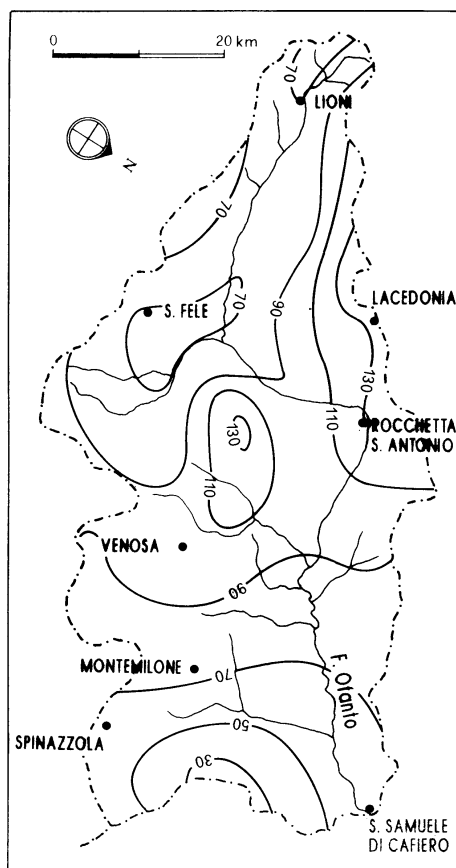 0 20 km
70
LIONI
N
70
70
S. FELE
90
LACEDONIA
130
110
ROCCHETTA
S. ANTONIO
130
110
VENOSA
90
MONTEMILONE
70
F. Ofanto
SPINAZZOLA
50
30
S. SAMUELE
DI CAFIERO